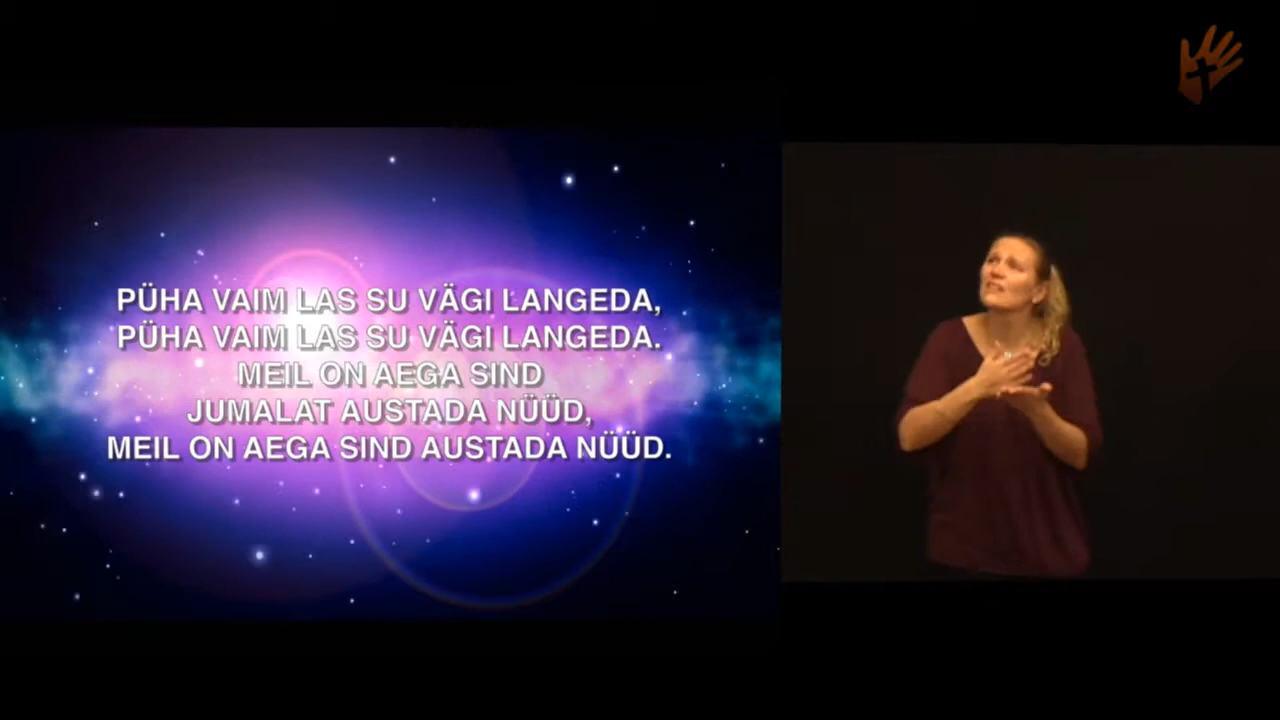 PÜHA VAIM LAS SU VÄGI LANGEDA,
PÜHA VAIM LAS SU VÄGI LANGEDA.
MEIL ON AEGA SIND
JUMALAT AUSTADA NÜÜD,
MEIL ON AEGA SIND AUSTADA NÜÜD.